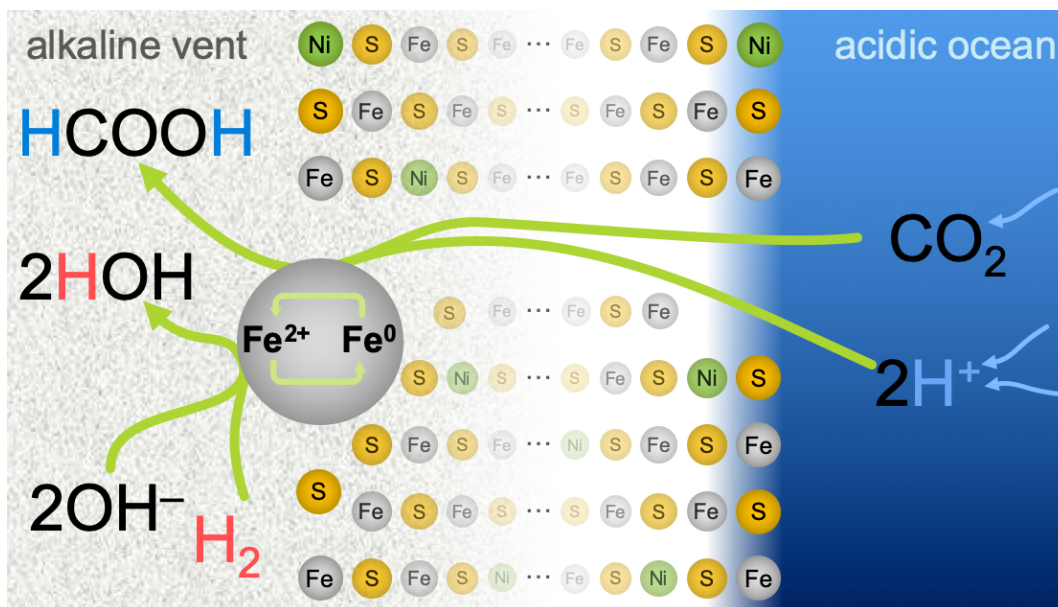 alkaline vent
acidic ocean
Ni S Fe S Fe ... Fe S Fe S Ni
S Fe S Fe S ... S Fe S Fe S
HCOOH
Fe S Ni S Fe ... Fe S Fe S Fe
CO₂
2HOH
S Fe ... Fe S Fe
Fe²⁺ Fe⁰
S Ni S ... S Fe S Ni S
2H⁺
S Fe S Fe ... Ni S Fe S Fe
S
2OH⁻
Fe S Fe S ... S Fe S Fe S
H₂
Fe S Fe S Ni ... Fe S Ni S Fe